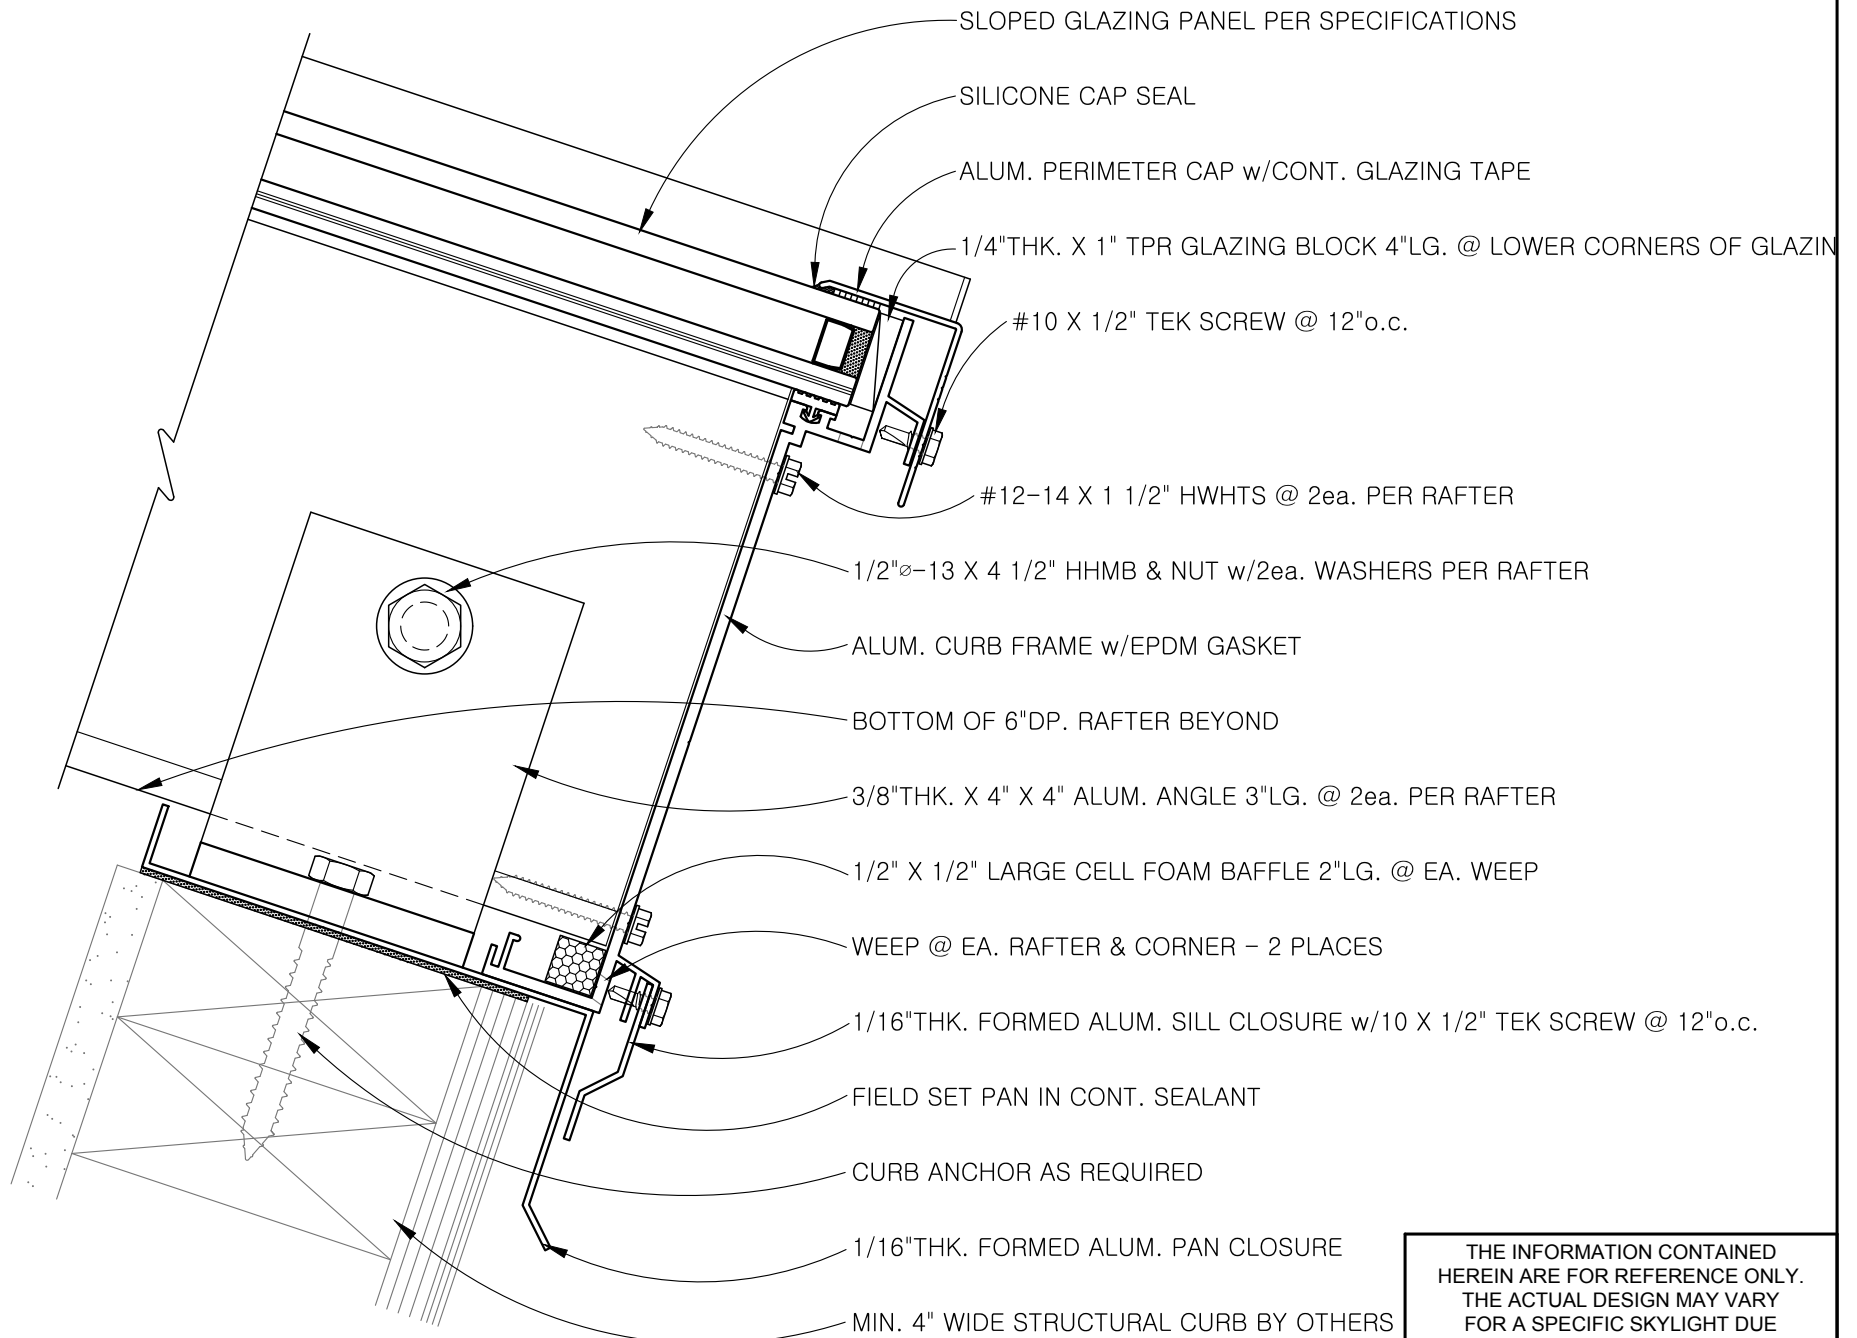 SLOPED GLAZING PANEL PER SPECIFICATIONS
SILICONE CAP SEAL
ALUM. PERIMETER CAP w/CONT. GLAZING TAPE
1/4"THK. X 1" TPR GLAZING BLOCK 4"LG. @ LOWER CORNERS OF GLAZIN
#10 X 1/2" TEK SCREW @ 12"o.c.
#12-14 X 1 1/2" HWHTS @ 2ea. PER RAFTER
1/2"⌀-13 X 4 1/2" HHMB & NUT w/2ea. WASHERS PER RAFTER
ALUM. CURB FRAME w/EPDM GASKET
BOTTOM OF 6"DP. RAFTER BEYOND
3/8"THK. X 4" X 4" ALUM. ANGLE 3"LG. @ 2ea. PER RAFTER
1/2" X 1/2" LARGE CELL FOAM BAFFLE 2"LG. @ EA. WEEP
WEEP @ EA. RAFTER & CORNER - 2 PLACES
1/16"THK. FORMED ALUM. SILL CLOSURE w/10 X 1/2" TEK SCREW @ 12"o.c.
FIELD SET PAN IN CONT. SEALANT
CURB ANCHOR AS REQUIRED
1/16"THK. FORMED ALUM. PAN CLOSURE
MIN. 4" WIDE STRUCTURAL CURB BY OTHERS
THE INFORMATION CONTAINED
HEREIN ARE FOR REFERENCE ONLY.
THE ACTUAL DESIGN MAY VARY
FOR A SPECIFIC SKYLIGHT DUE